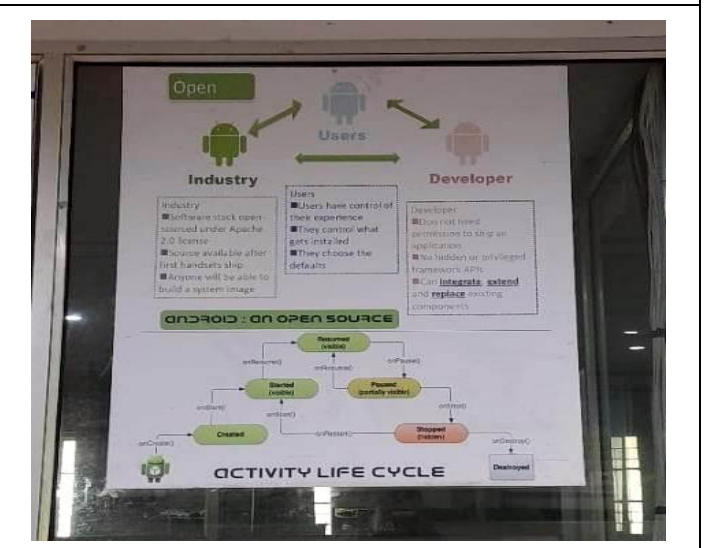 Open
Users
Industry
Developer
Industry
■Software stack open-
sourced under Apache
2.0 license
■Source available after
first handsets ship
■Anyone will be able to
build a system image
Users
■Users have control of
their experience
■They control what
gets installed
■They choose the
defaults
Developer
■Does not need
permission to ship an
application
■No hidden or privileged
framework APIs
■Can integrate, extend
and replace existing
components
ANDROID : AN OPEN SOURCE
Resumed
(visible)
onResume()
onResume()
onPause()
Started
(visible)
Paused
(partially visible)
onStart()
onStart()
onStop()
Created
onRestart()
Stopped
(hidden)
onCreate()
onDestroy()
ACTIVITY LIFE CYCLE
Destroyed